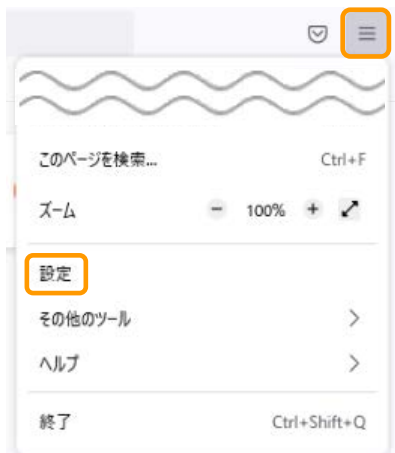 このページを検索... Ctrl+F
ズーム − 100% +
設定
その他のツール
ヘルプ
終了 Ctrl+Shift+Q